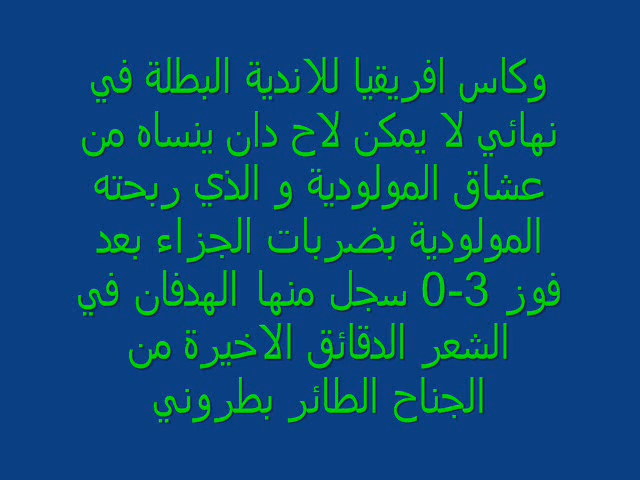 وكاس افريقيا للاندية البطلة في
نهائي لا يمكن لاح دان ينساه من
عشاق المولودية و الذي ربحته
المولودية بضربات الجزاء بعد
فوز 3-0 سجل منها الهدفان في
الشعر الدقائق الاخيرة من
الجناح الطائر بطروني